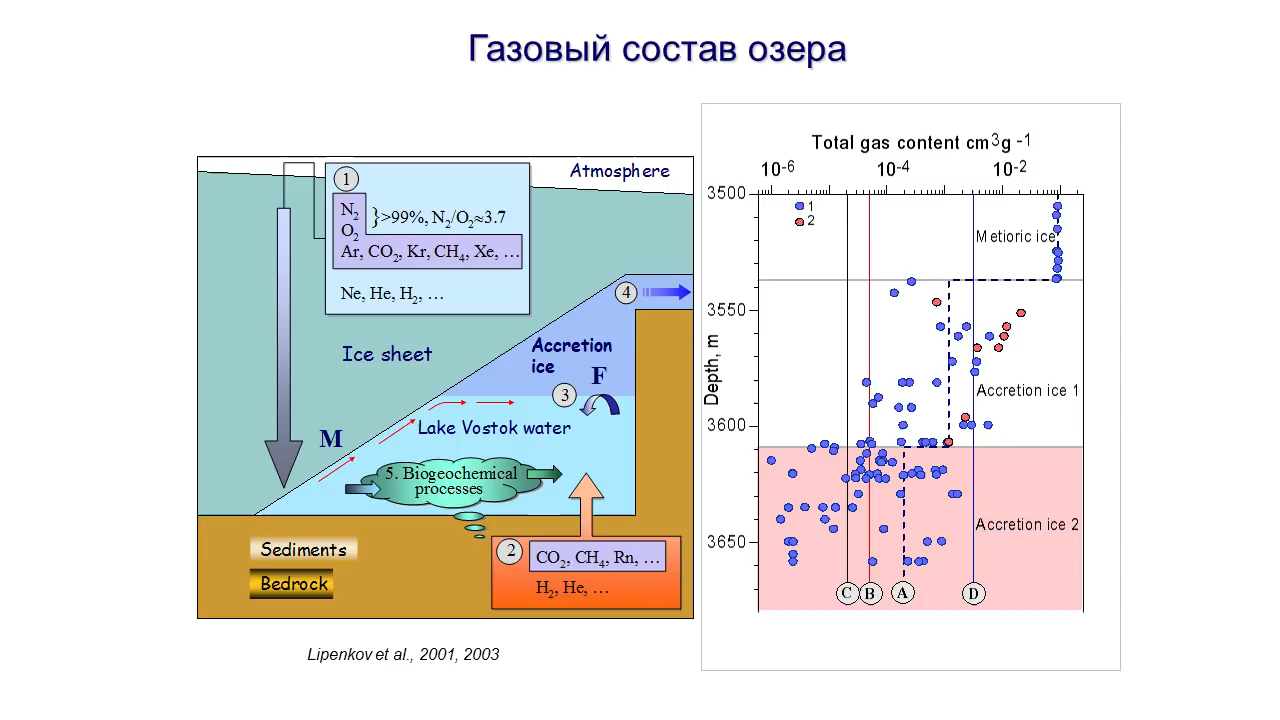 Газовый состав озера
Atmosphere
1
N2
O2
}>99%, N2/O2≈3.7
Ar, CO2, Kr, CH4, Xe, …
Ne, He, H2, …
4
Ice sheet
Accretion
ice
F
3
M
Lake Vostok water
5. Biogeochemical
processes
Sediments
Bedrock
2
CO2, CH4, Rn, …
H2, He, …
Lipenkov et al., 2001, 2003
Total gas content cm3g -1
10-6 10-4 10-2
3500
3550
3600
3650
Depth, m
1
2
Metioric ice
Accretion ice 1
Accretion ice 2
C B A D